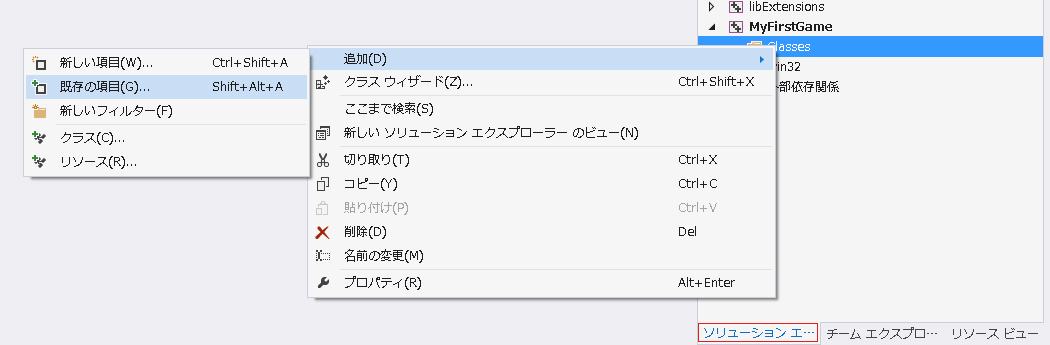 libExtensions
MyFirstGame
Classes
in32
部依存関係
新しい項目(W)... Ctrl+Shift+A
既存の項目(G)... Shift+Alt+A
新しいフィルター(F)
クラス(C)...
リソース(R)...
追加(D)
クラス ウィザード(Z)... Ctrl+Shift+X
ここまで検索(S)
新しい ソリューション エクスプローラー のビュー(N)
切り取り(T) Ctrl+X
コピー(Y) Ctrl+C
貼り付け(P) Ctrl+V
削除(D) Del
名前の変更(M)
プロパティ(R) Alt+Enter
ソリューション エ… チーム エクスプロ… リソース ビュー